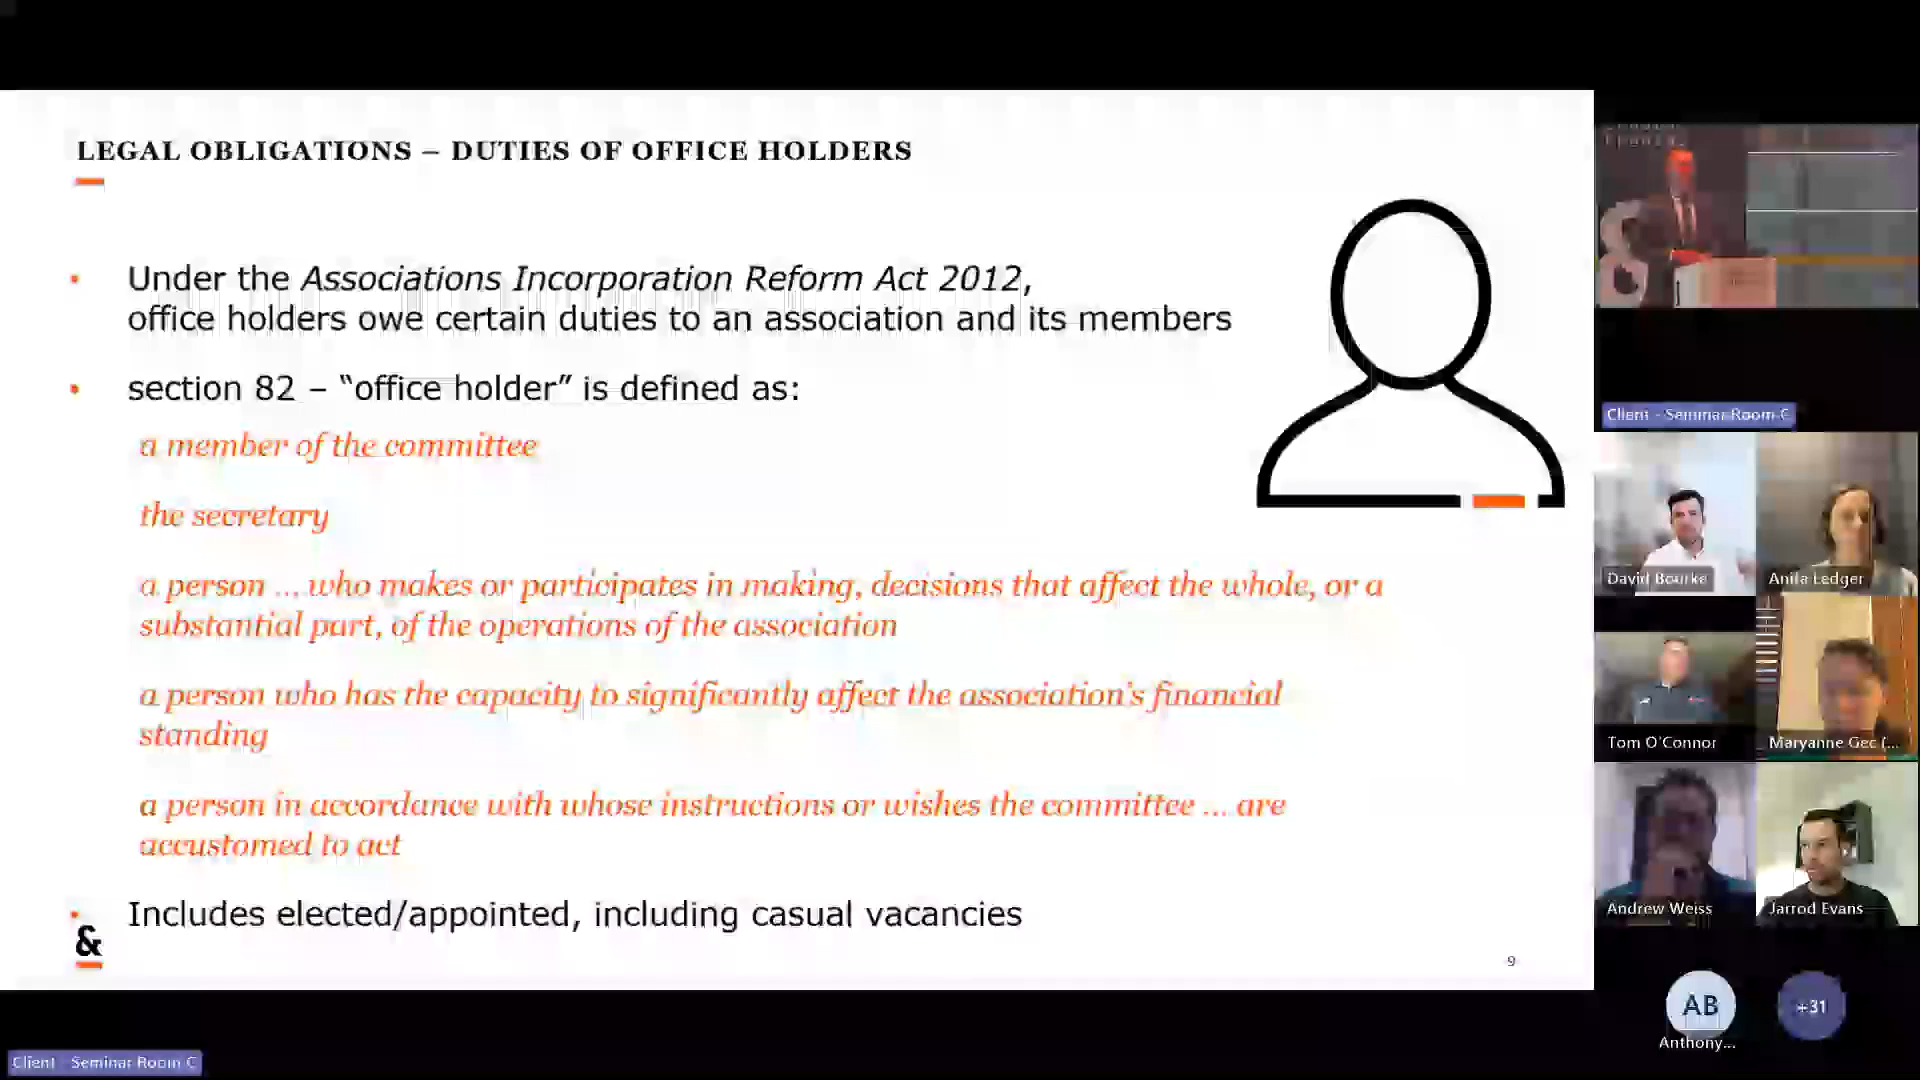 LEGAL OBLIGATIONS – DUTIES OF OFFICE HOLDERS
Under the Associations Incorporation Reform Act 2012,
office holders owe certain duties to an association and its members
section 82 – “office holder” is defined as:
a member of the committee
the secretary
a person ... who makes or participates in making, decisions that affect the whole, or a
substantial part, of the operations of the association
a person who has the capacity to significantly affect the association’s financial
standing
a person in accordance with whose instructions or wishes the committee ... are
accustomed to act
Includes elected/appointed, including casual vacancies
&
9
Client - Seminar Room C
Client - Seminar Room C
David Bourke
Anila Ledger
Tom O'Connor
Maryanne Gec (...
Andrew Weiss
Jarrod Evans
AB
+31
Anthony...